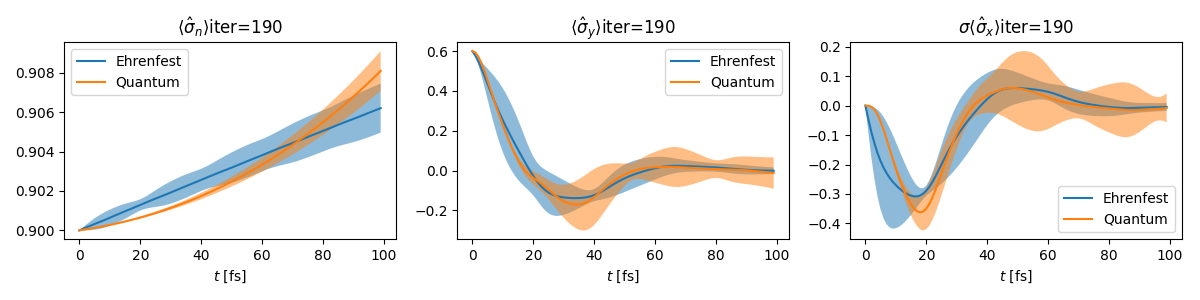 ⟨σ̂ₙ⟩iter=190
Ehrenfest
Quantum
0.908
0.906
0.904
0.902
0.900
0
20
40
60
80
100
t [fs]
⟨σ̂ᵧ⟩iter=190
Ehrenfest
Quantum
0.6
0.4
0.2
0.0
−0.2
0
20
40
60
80
100
t [fs]
σ⟨σ̂ₓ⟩iter=190
0.2
0.1
0.0
−0.1
−0.2
−0.3
−0.4
Ehrenfest
Quantum
0
20
40
60
80
100
t [fs]